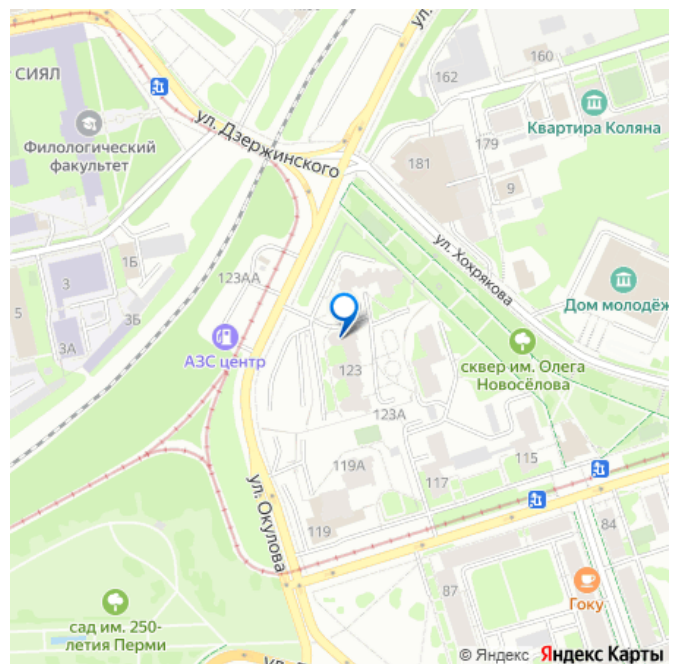 ул.
СИЯЛ
162
160
Квартира Коляна
ул. Дзержинского
Филологический
факультет
181
179
9
ул. Хохрякова
1Б
123АА
3
5
3Б
3А
АЗС центр
Дом молодёж
сквер им. Олега
Новосёлова
123
123А
119А
115
117
ул. Окулова
119
84
87
Гоку
сад им. 250-
летия Перми
© Яндекс Яндекс Карты